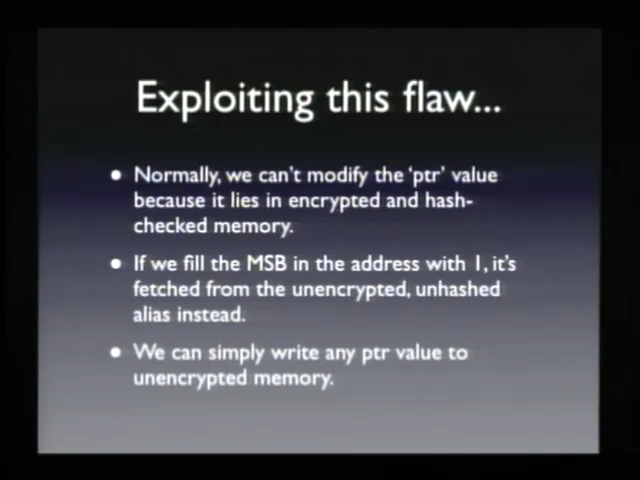 Exploiting this flaw...
• Normally, we can't modify the 'ptr' value
because it lies in encrypted and hash-
checked memory.
• If we fill the MSB in the address with 1, it's
fetched from the unencrypted, unhashed
alias instead.
• We can simply write any ptr value to
unencrypted memory.